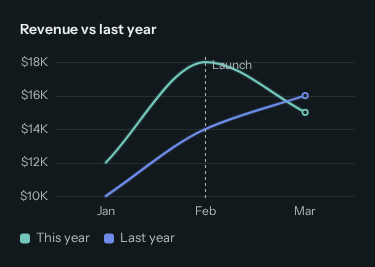 Revenue vs last year
$18K
Launch
$16K
$14K
$12K
$10K
Jan Feb Mar
This year Last year